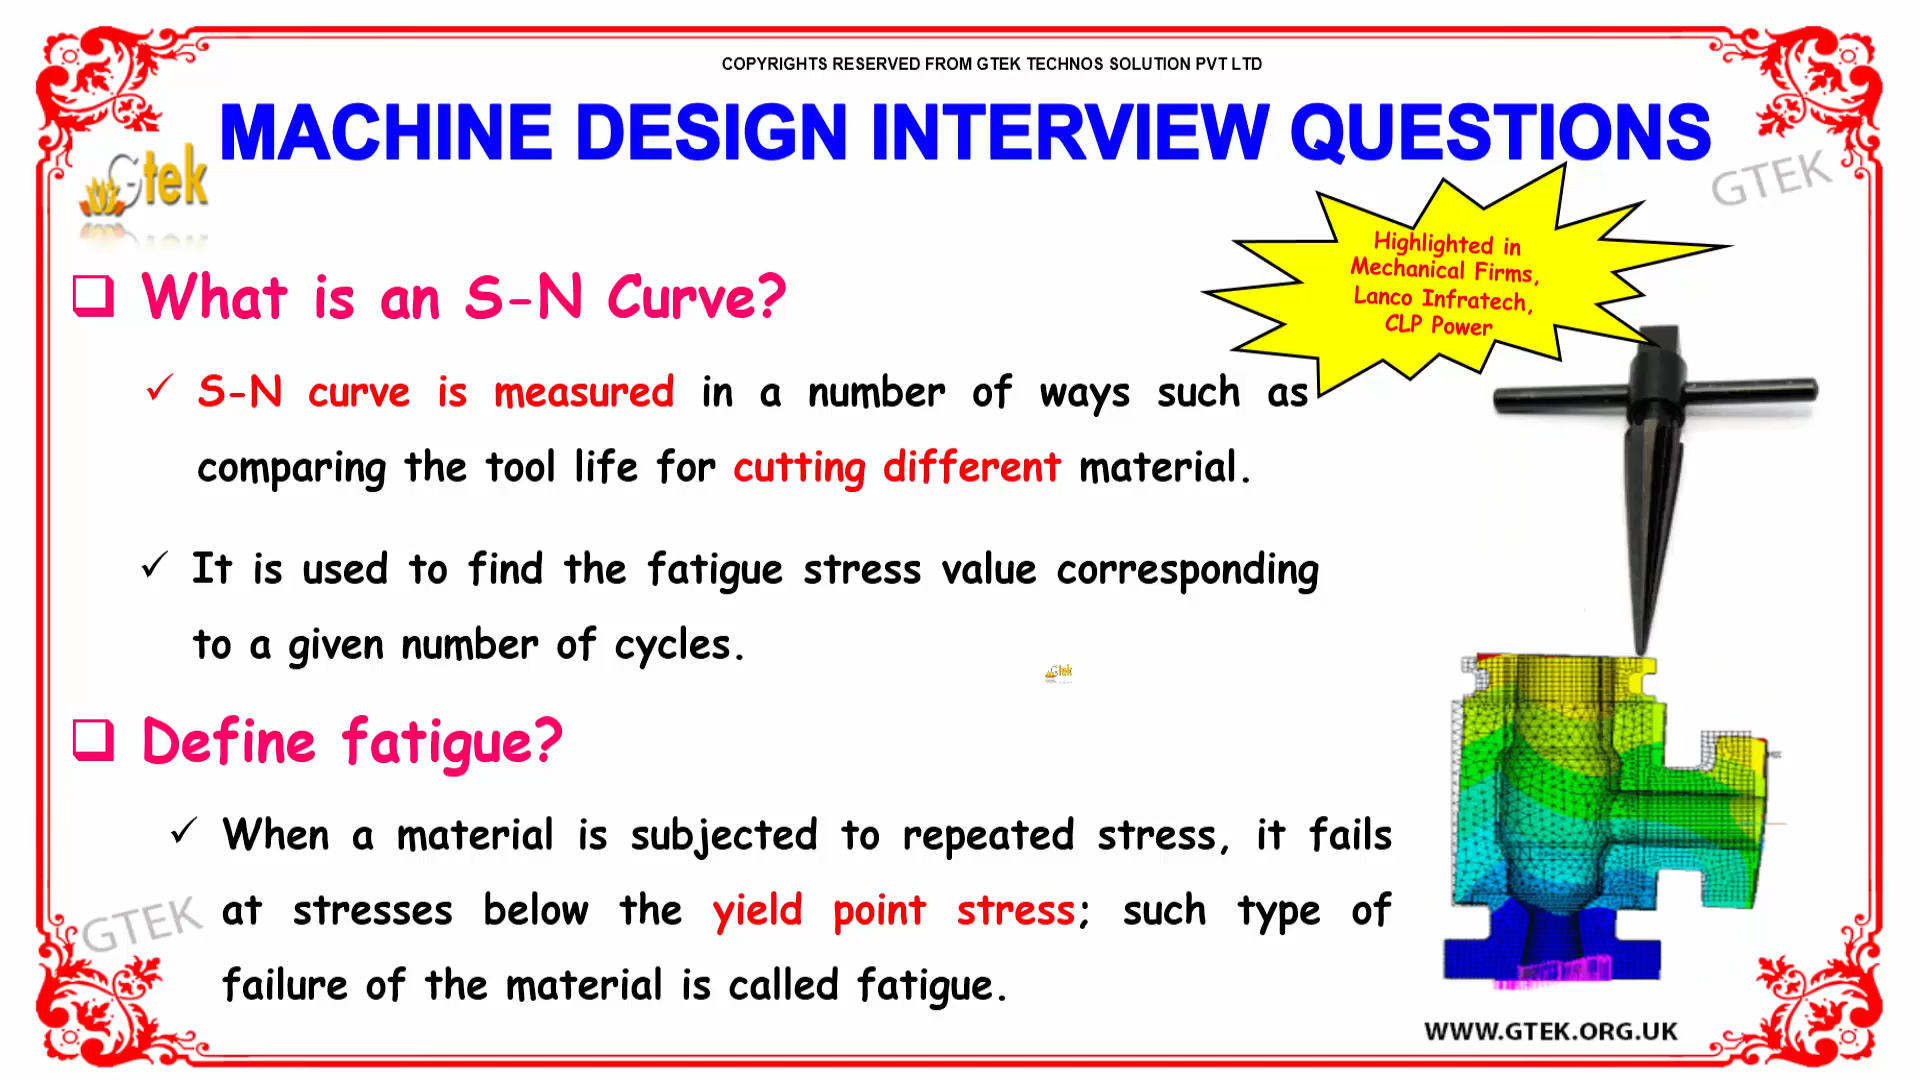 COPYRIGHTS RESERVED FROM GTEK TECHNOS SOLUTION PVT LTD
MACHINE DESIGN INTERVIEW QUESTIONS
Gtek
GTEK
Highlighted in
Mechanical Firms,
Lanco Infratech,
CLP Power
What is an S-N Curve?
S-N curve is measured in a number of ways such as
comparing the tool life for cutting different material.
It is used to find the fatigue stress value corresponding
to a given number of cycles.
Gtek
Define fatigue?
When a material is subjected to repeated stress, it fails
at stresses below the yield point stress; such type of
failure of the material is called fatigue.
GTEK
WWW.GTEK.ORG.UK